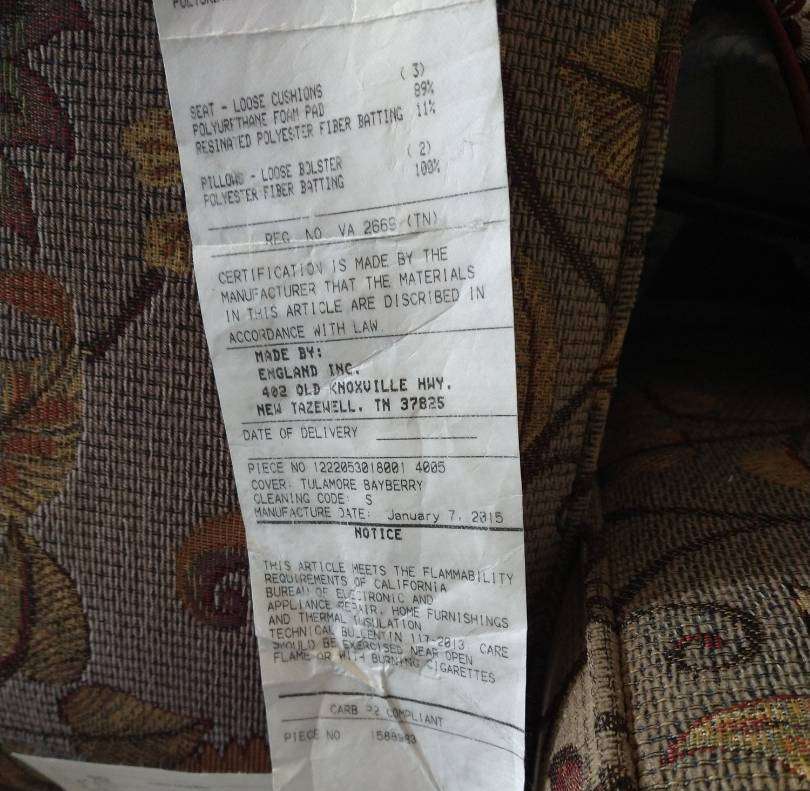 ( 3)
SEAT - LOOSE CUSHIONS 89%
POLYURETHANE FOAM PAD 11%
RESINATED POLYESTER FIBER BATTING
( 2)
PILLOWS - LOOSE BOLSTER 100%
POLYESTER FIBER BATTING
REG NO VA 2669 (TN)
CERTIFICATION IS MADE BY THE
MANUFACTURER THAT THE MATERIALS
IN THIS ARTICLE ARE DISCRIBED IN
ACCORDANCE WITH LAW
MADE BY:
ENGLAND INC.
402 OLD KNOXVILLE HWY.
NEW TAZEWELL, TN 37825
DATE OF DELIVERY
PIECE NO 1222053018001 4005
COVER: TULAMORE BAYBERRY
CLEANING CODE: S
MANUFACTURE DATE: January 7, 2015
NOTICE
THIS ARTICLE MEETS THE FLAMMABILITY
REQUIREMENTS OF CALIFORNIA
BUREAU OF ELECTRONIC AND
APPLIANCE REPAIR, HOME FURNISHINGS
AND THERMAL INSULATION
TECHNICAL BULLENTIN 117-2013 CARE
SHOULD BE EXERCISED NEAR OPEN
FLAME OR WITH BURNING CIGARETTES
CARB P2 COMPLIANT
PIECE NO